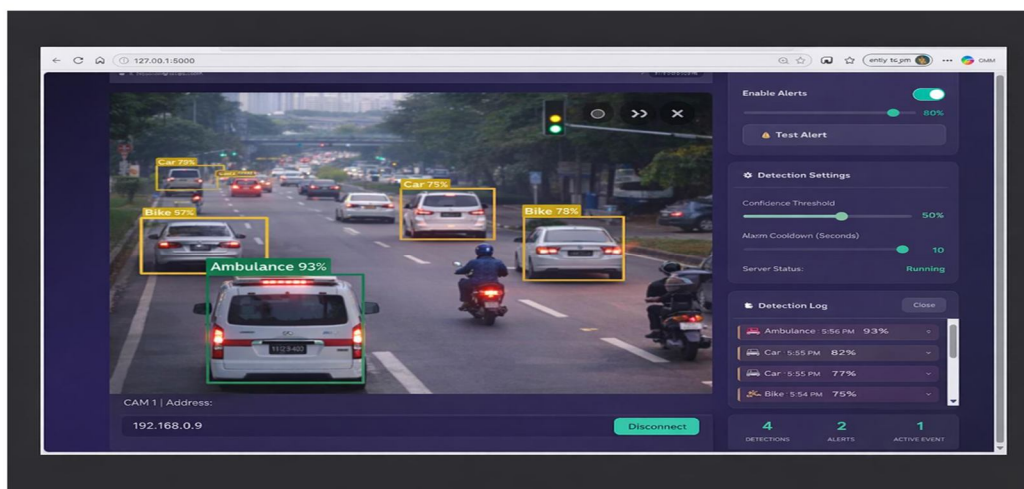 127.00.1:5000
Enable Alerts
80%
Test Alert
Car 79%
Car 75%
Bike 97%
Bike 78%
Ambulance 93%
Detection Settings
Confidence Threshold
50%
Alarm Cooldown (Seconds)
10
Server Status: Running
Detection Log Close
Ambulance 5:56 PM 93%
Car 5:55 PM 82%
Car 5:55 PM 77%
Bike 5:54 PM 75%
CAM 1 | Address:
192.168.0.9 Disconnect
4 2 1
DETECTIONS ALERTS ACTIVE EVENT